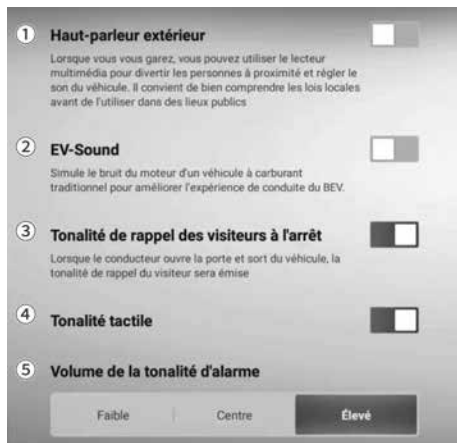 ① Haut-parleur extérieur
Lorsque vous vous garez, vous pouvez utiliser le lecteur
multimédia pour divertir les personnes à proximité et régler le
son du véhicule. Il convient de bien comprendre les lois locales
avant de l'utiliser dans des lieux publics
② EV-Sound
Simule le bruit du moteur d'un véhicule à carburant
traditionnel pour améliorer l'expérience de conduite du BEV.
③ Tonalité de rappel des visiteurs à l'arrêt
Lorsque le conducteur ouvre la porte et sort du véhicule, la
tonalité de rappel du visiteur sera émise
④ Tonalité tactile
⑤ Volume de la tonalité d'alarme
Faible Centre Élevé